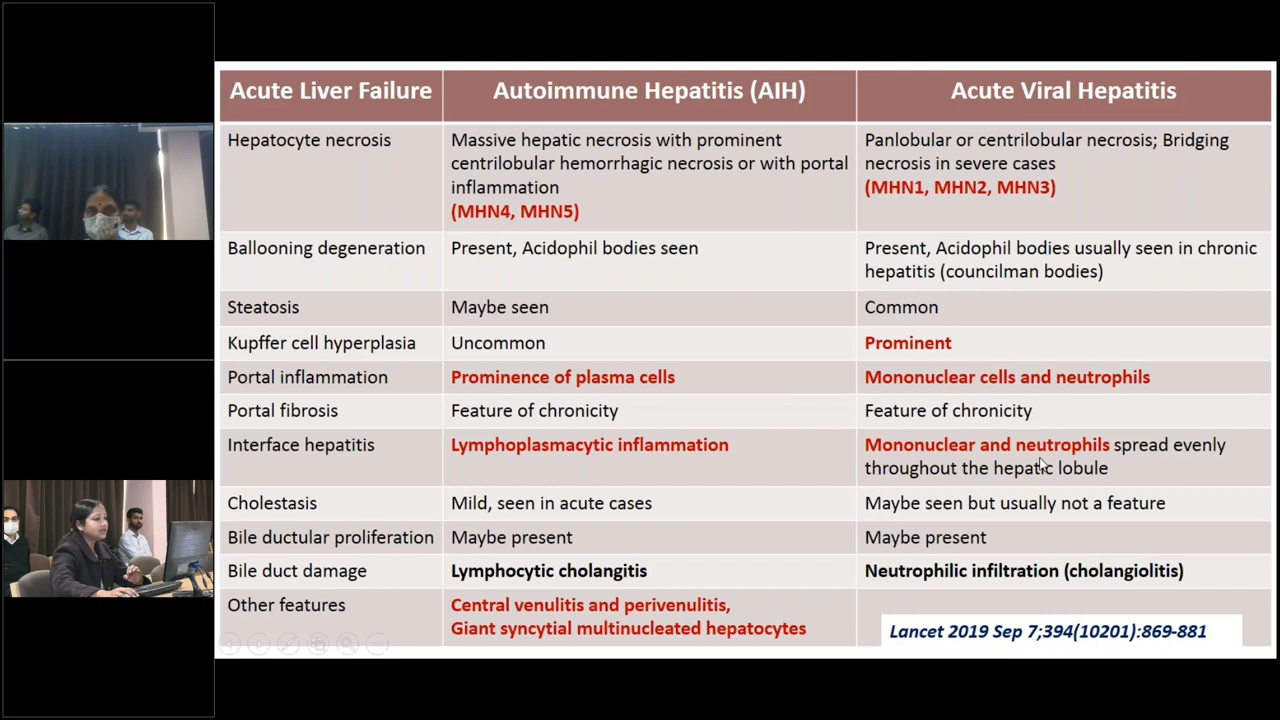 Acute Liver Failure
Autoimmune Hepatitis (AIH)
Acute Viral Hepatitis
Hepatocyte necrosis
Massive hepatic necrosis with prominent
centrilobular hemorrhagic necrosis or with portal
inflammation
(MHN4, MHN5)
Panlobular or centrilobular necrosis; Bridging
necrosis in severe cases
(MHN1, MHN2, MHN3)
Ballooning degeneration
Present, Acidophil bodies seen
Present, Acidophil bodies usually seen in chronic
hepatitis (councilman bodies)
Steatosis
Maybe seen
Common
Kupffer cell hyperplasia
Uncommon
Prominent
Portal inflammation
Prominence of plasma cells
Mononuclear cells and neutrophils
Portal fibrosis
Feature of chronicity
Feature of chronicity
Interface hepatitis
Lymphoplasmacytic inflammation
Mononuclear and neutrophils spread evenly
throughout the hepatic lobule
Cholestasis
Mild, seen in acute cases
Maybe seen but usually not a feature
Bile ductular proliferation
Maybe present
Maybe present
Bile duct damage
Lymphocytic cholangitis
Neutrophilic infiltration (cholangiolitis)
Other features
Central venulitis and perivenulitis,
Giant syncytial multinucleated hepatocytes
Lancet 2019 Sep 7;394(10201):869-881